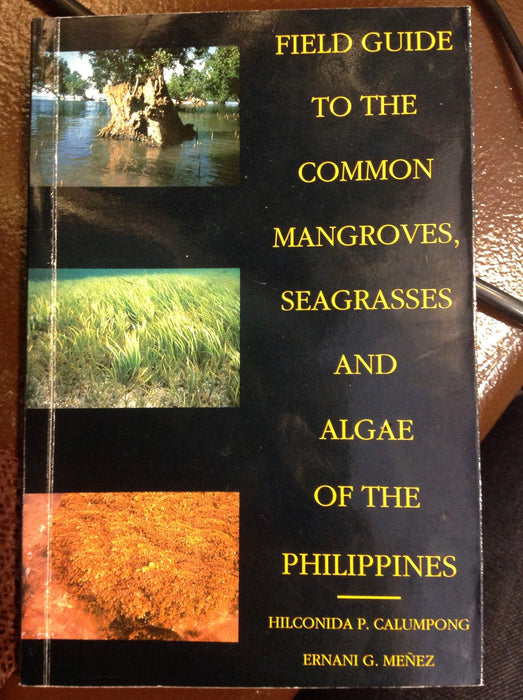 FIELD GUIDE
TO THE
COMMON
MANGROVES,
SEAGRASSES
AND
ALGAE
OF THE
PHILIPPINES
HILCONIDA P. CALUMPONG
ERNANI G. MEÑEZ